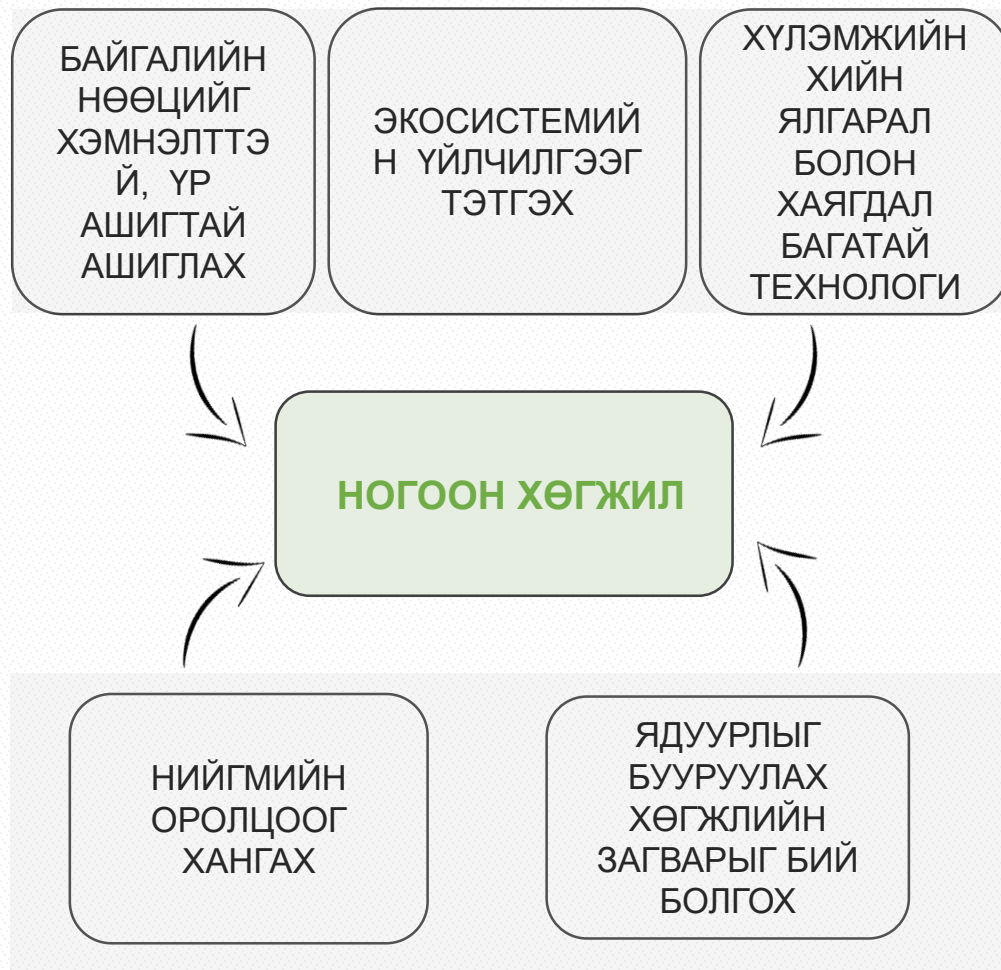 БАЙГАЛИЙН
НӨӨЦИЙГ
ХЭМНЭЛТТЭ
Й, ҮР
АШИГТАЙ
АШИГЛАХ
ЭКОСИСТЕМИЙ
Н ҮЙЛЧИЛГЭЭГ
ТЭТГЭХ
ХҮЛЭМЖИЙН
ХИЙН
ЯЛГАРАЛ
БОЛОН
ХАЯГДАЛ
БАГАТАЙ
ТЕХНОЛОГИ
НОГООН ХӨГЖИЛ
НИЙГМИЙН
ОРОЛЦООГ
ХАНГАХ
ЯДУУРЛЫГ
БУУРУУЛАХ
ХӨГЖЛИЙН
ЗАГВАРЫГ БИЙ
БОЛГОХ